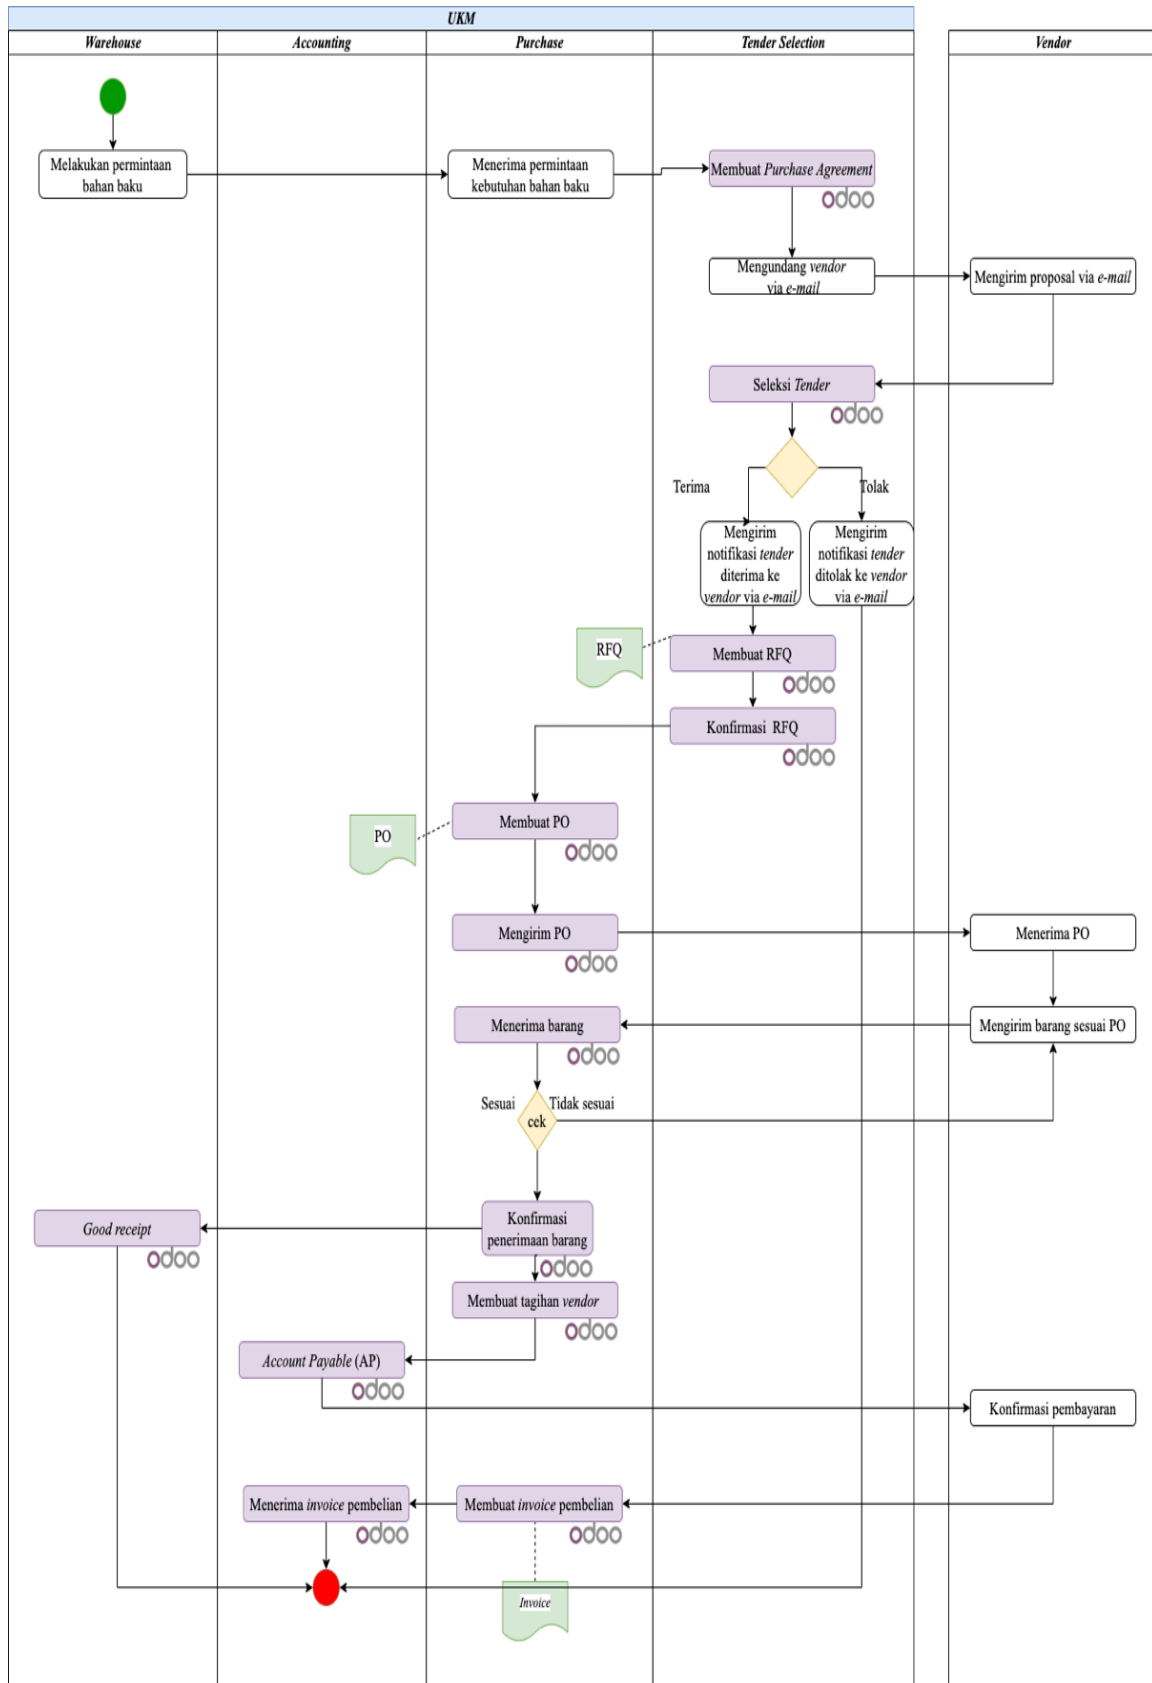 UKM
Warehouse
Accounting
Purchase
Tender Selection
Vendor
Melakukan permintaan
bahan baku
Menerima permintaan
kebutuhan bahan baku
Membuat Purchase Agreement
odoo
Mengundang vendor
via e-mail
Mengirim proposal via e-mail
Seleksi Tender
odoo
Terima
Tolak
Mengirim
notifikasi tender
diterima ke
vendor via e-mail
Mengirim
notifikasi tender
ditolak ke vendor
via e-mail
RFQ
Membuat RFQ
odoo
Konfirmasi RFQ
odoo
PO
Membuat PO
odoo
Mengirim PO
odoo
Menerima PO
Menerima barang
odoo
Mengirim barang sesuai PO
Sesuai
Tidak sesuai
cek
Good receipt
odoo
Konfirmasi
penerimaan barang
odoo
Membuat tagihan vendor
odoo
Account Payable (AP)
odoo
Konfirmasi pembayaran
Menerima invoice pembelian
odoo
Membuat invoice pembelian
odoo
Invoice